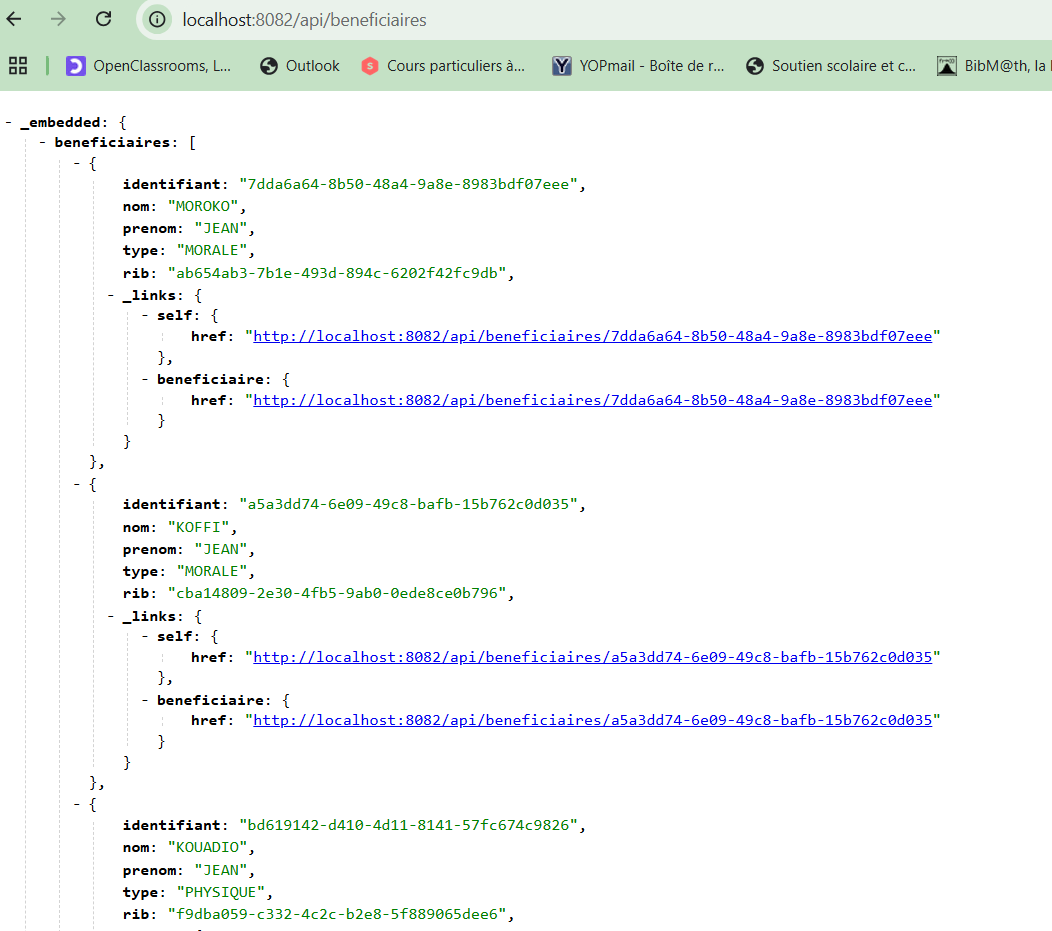 localhost:8082/api/beneficiaires
OpenClassrooms, L... Outlook Cours particuliers à... YOPmail - Boîte de r... Soutien scolaire et c... BibM@th, la
- _embedded: {
- beneficiaires: [
- {
identifiant: "7dda6a64-8b50-48a4-9a8e-8983bdf07eee",
nom: "MOROKO",
prenom: "JEAN",
type: "MORALE",
rib: "ab654ab3-7b1e-493d-894c-6202f42fc9db",
- _links: {
- self: {
href: "http://localhost:8082/api/beneficiaires/7dda6a64-8b50-48a4-9a8e-8983bdf07eee"
},
- beneficiaire: {
href: "http://localhost:8082/api/beneficiaires/7dda6a64-8b50-48a4-9a8e-8983bdf07eee"
}
}
},
- {
identifiant: "a5a3dd74-6e09-49c8-bafb-15b762c0d035",
nom: "KOFFI",
prenom: "JEAN",
type: "MORALE",
rib: "cba14809-2e30-4fb5-9ab0-0ede8ce0b796",
- _links: {
- self: {
href: "http://localhost:8082/api/beneficiaires/a5a3dd74-6e09-49c8-bafb-15b762c0d035"
},
- beneficiaire: {
href: "http://localhost:8082/api/beneficiaires/a5a3dd74-6e09-49c8-bafb-15b762c0d035"
}
}
},
- {
identifiant: "bd619142-d410-4d11-8141-57fc674c9826",
nom: "KOUADIO",
prenom: "JEAN",
type: "PHYSIQUE",
rib: "f9dba059-c332-4c2c-b2e8-5f889065dee6",